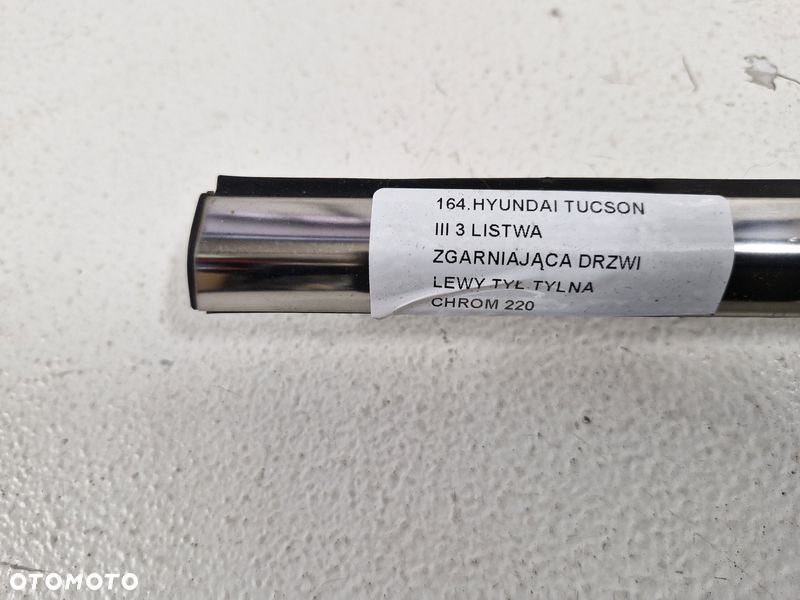 164.HYUNDAI TUCSON
III 3 LISTWA
ZGARNIAJĄCA DRZWI
LEWY TYŁ TYLNA
CHROM 220
OTOMOTO